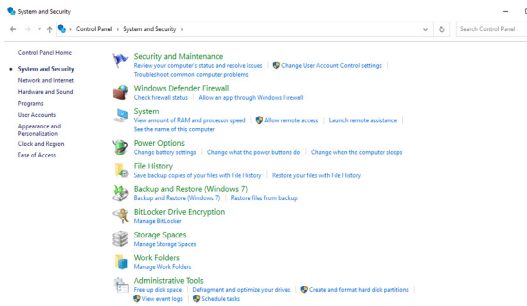 System and Security
Control Panel › System and Security ›
Search Control Panel
Control Panel Home
System and Security
Network and Internet
Hardware and Sound
Programs
User Accounts
Appearance and
Personalization
Clock and Region
Ease of Access
Security and Maintenance
Review your computer's status and resolve issues | Change User Account Control settings |
Troubleshoot common computer problems
Windows Defender Firewall
Check firewall status | Allow an app through Windows Firewall
System
View amount of RAM and processor speed | Allow remote access | Launch remote assistance |
See the name of this computer
Power Options
Change battery settings | Change what the power buttons do | Change when the computer sleeps
File History
Save backup copies of your files with File History | Restore your files with File History
Backup and Restore (Windows 7)
Backup and Restore (Windows 7) | Restore files from backup
BitLocker Drive Encryption
Manage BitLocker
Storage Spaces
Manage Storage Spaces
Work Folders
Manage Work Folders
Administrative Tools
Free up disk space | Defragment and optimize your drives | Create and format hard disk partitions |
View event logs | Schedule tasks